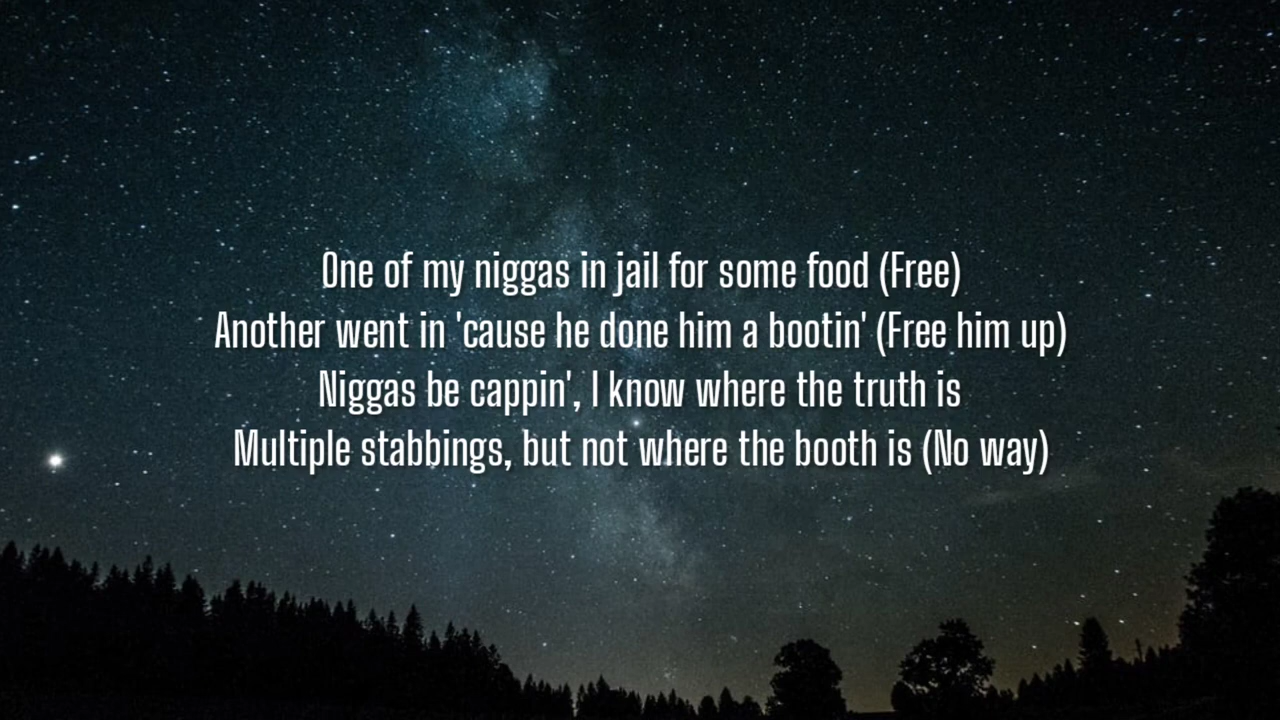 One of my niggas in jail for some food (Free)
Another went in 'cause he done him a bootin' (Free him up)
Niggas be cappin', I know where the truth is
Multiple stabbings, but not where the booth is (No way)